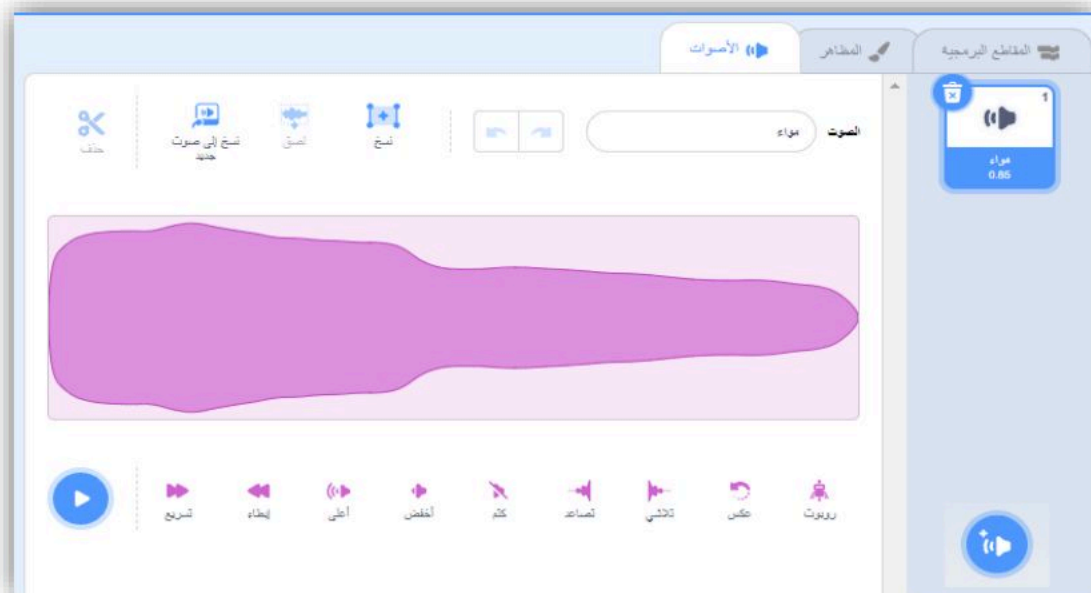 المقاطع البرمجية
المظاهر
الأصوات
1
مواء
0.85
الصوت
مواء
نسخ
لصق
نسخ إلى صوت
جديد
حذف
روبوت
عكس
تلاشي
تصاعد
كتم
أخفض
أعلى
إبطاء
تسريع